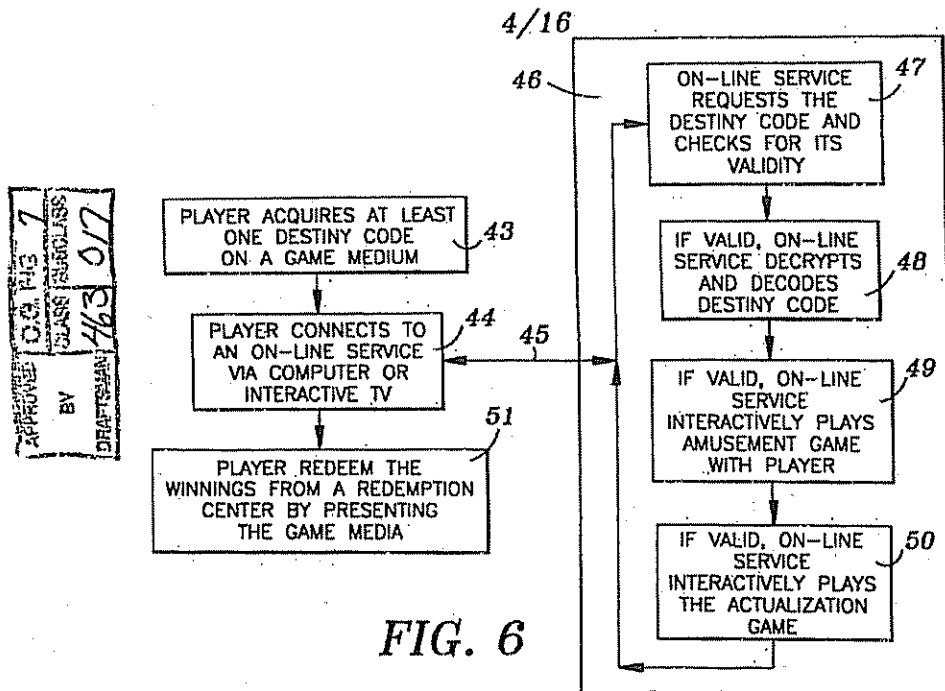 4/16
46
ON-LINE SERVICE
REQUESTS THE
DESTINY CODE AND
CHECKS FOR ITS
VALIDITY
47
APPROVED
BY
DRAFTSMAN
CLASS
SUBCLASS
463
017
PLAYER ACQUIRES AT LEAST
ONE DESTINY CODE
ON A GAME MEDIUM
43
IF VALID, ON-LINE
SERVICE DECRYPTS
AND DECODES
DESTINY CODE
48
PLAYER CONNECTS TO
AN ON-LINE SERVICE
VIA COMPUTER OR
INTERACTIVE TV
44
45
IF VALID, ON-LINE
SERVICE
INTERACTIVELY PLAYS
AMUSEMENT GAME
WITH PLAYER
49
PLAYER REDEEM THE
WINNINGS FROM A REDEMPTION
CENTER BY PRESENTING
THE GAME MEDIA
51
IF VALID, ON-LINE
SERVICE
INTERACTIVELY PLAYS
THE ACTUALIZATION
GAME
50
FIG. 6